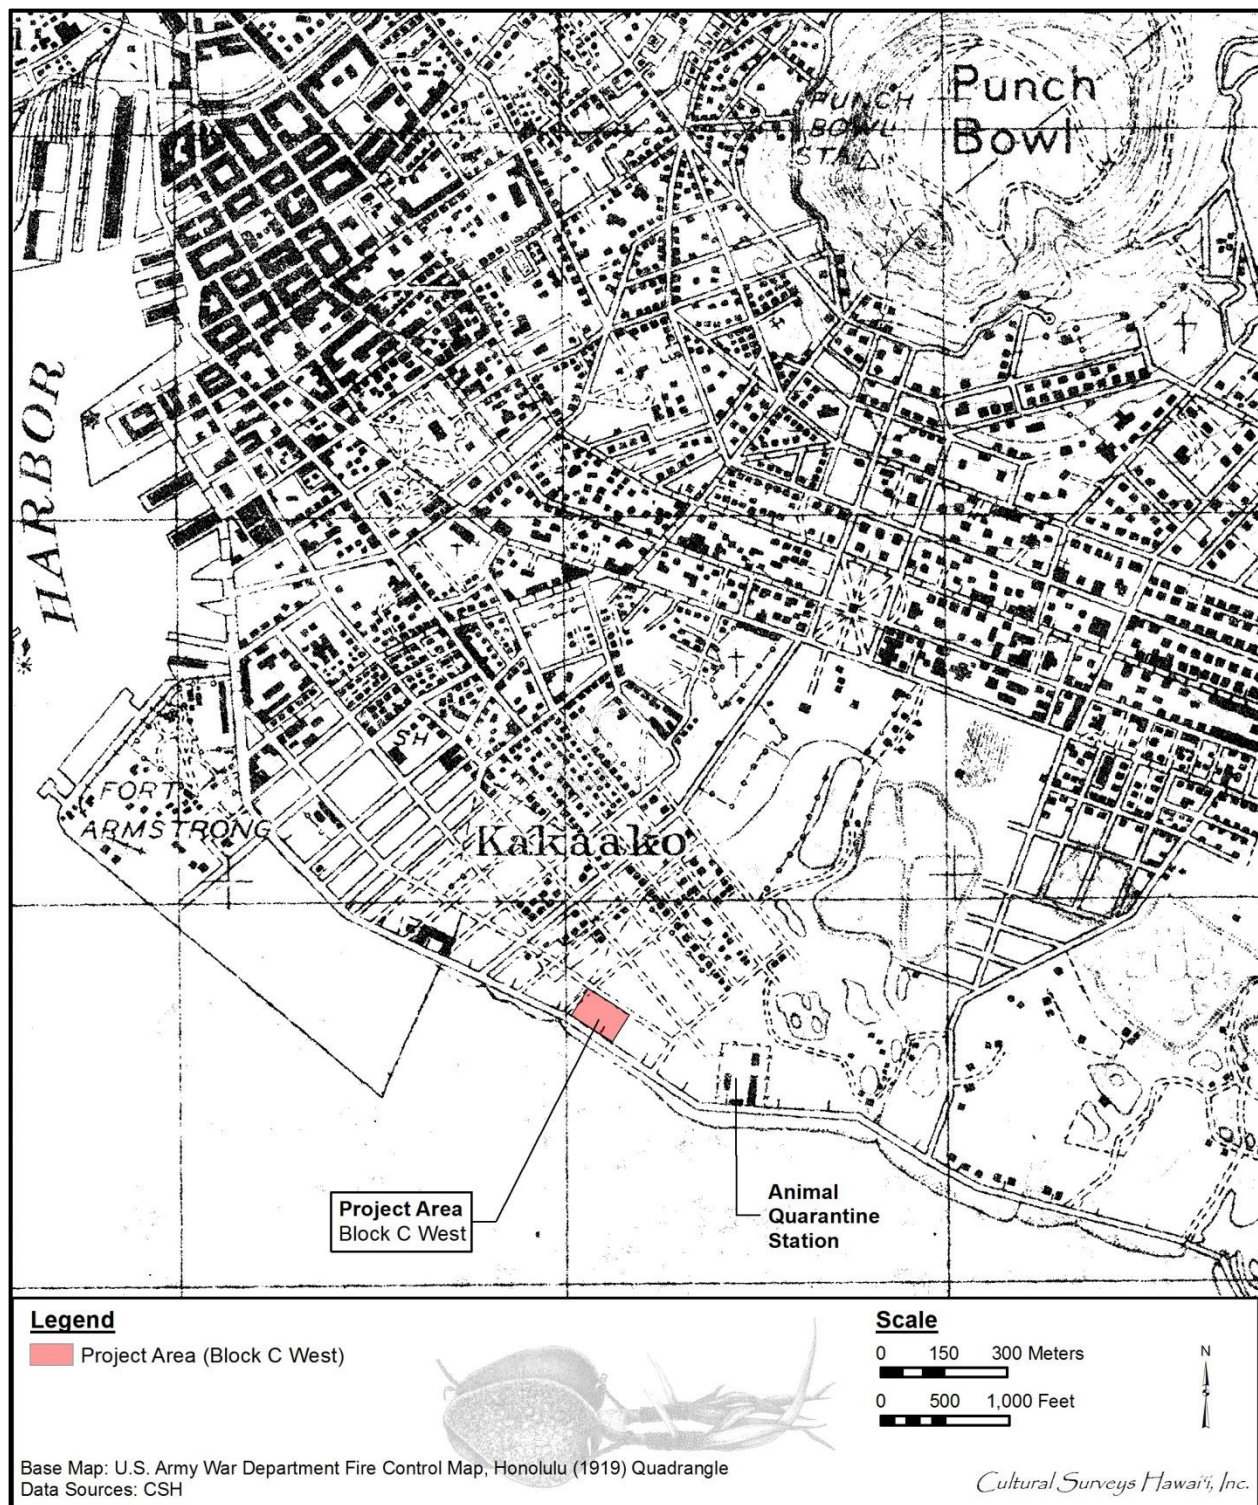 Punch
Bowl
PUNCH
BOWL
STA
HARBOR
SH
FORT
ARMSTRONG
Kakaako
Project Area
Block C West
Animal
Quarantine
Station
Legend
Project Area (Block C West)
Scale
0 150 300 Meters
0 500 1,000 Feet
N
Base Map: U.S. Army War Department Fire Control Map, Honolulu (1919) Quadrangle
Data Sources: CSH
Cultural Surveys Hawaiʻi, Inc.